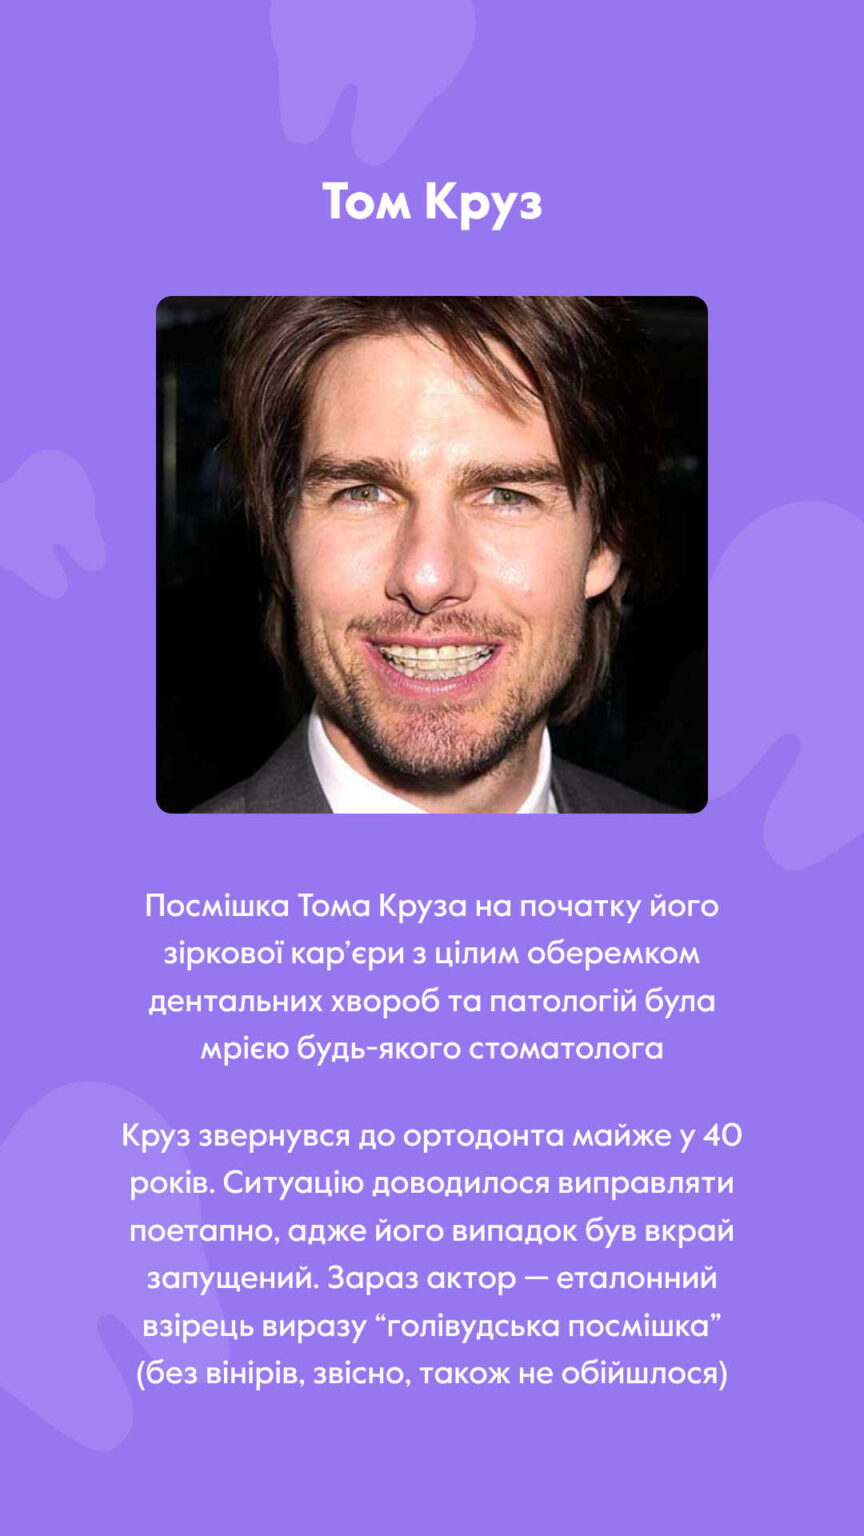 Том Круз
Посмішка Тома Круза на початку його
зіркової кар’єри з цілим оберемком
дентальних хвороб та патологій була
мрією будь-якого стоматолога
Круз звернувся до ортодонта майже у 40
років. Ситуацію доводилося виправляти
поетапно, адже його випадок був вкрай
запущений. Зараз актор — еталонний
взірець виразу “голівудська посмішка”
(без вінірів, звісно, також не обійшлося)